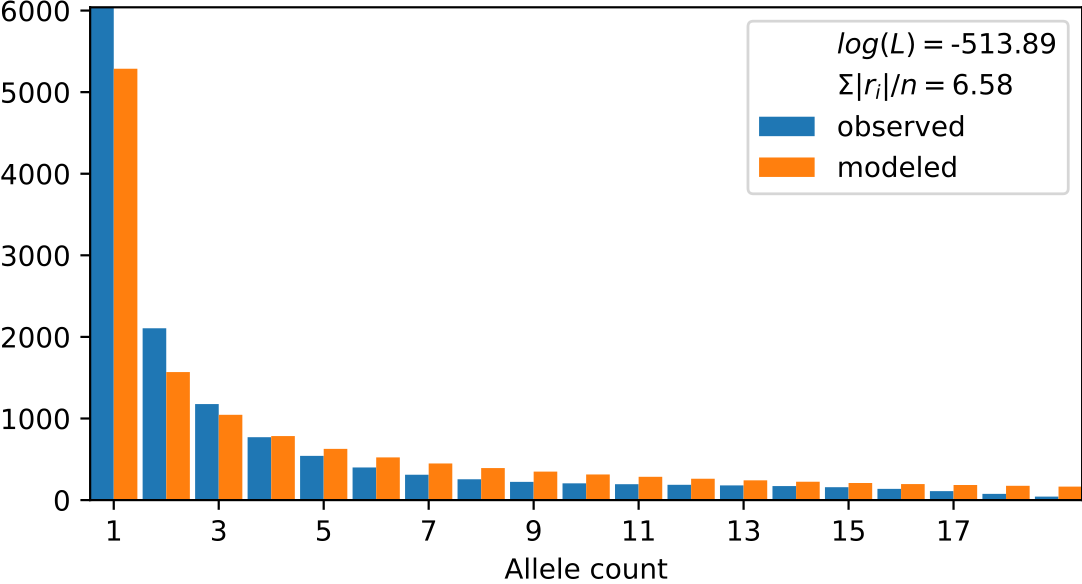 6000
5000
4000
3000
2000
1000
0
log(L) = -513.89
Σ|rᵢ|/n = 6.58
observed
modeled
1 3 5 7 9 11 13 15 17
Allele count